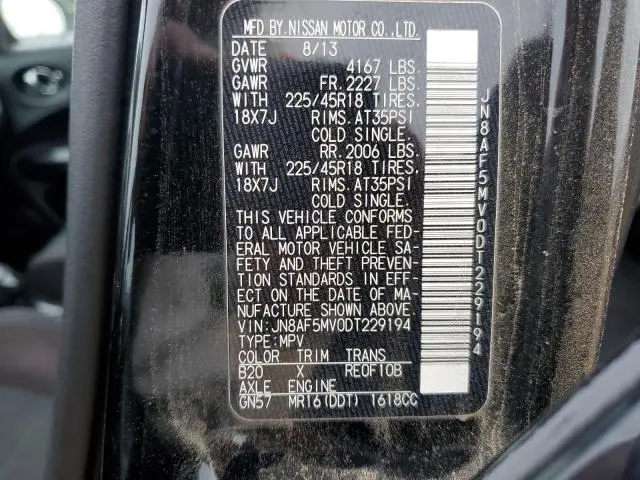 MFD BY.NISSAN MOTOR CO.,LTD.
DATE 8/13
GVWR 4167 LBS.
GAWR FR.2227 LBS.
WITH 225/45R18 TIRES.
18X7J RIMS.AT35PSI
COLD SINGLE.
GAWR RR.2006 LBS.
WITH 225/45R18 TIRES.
18X7J RIMS.AT35PSI
COLD SINGLE.
THIS VEHICLE CONFORMS
TO ALL APPLICABLE FED-
ERAL MOTOR VEHICLE SA-
FETY AND THEFT PREVEN-
TION STANDARDS IN EFF-
ECT ON THE DATE OF MA-
NUFACTURE SHOWN ABOVE.
VIN:JN8AF5MV0DT229194
TYPE:MPV
COLOR TRIM TRANS
B20 X RE0F10B
AXLE ENGINE
GN57 MR16(DDT) 1618CC
JN8AF5MV0DT229194